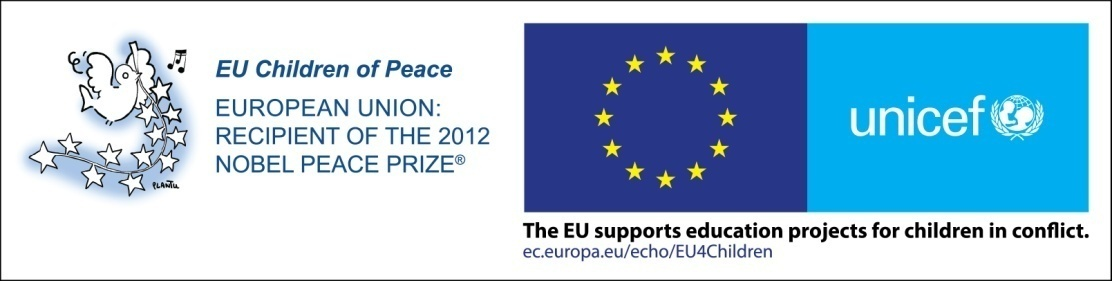 EU Children of Peace
EUROPEAN UNION:
RECIPIENT OF THE 2012
NOBEL PEACE PRIZE®
PLANTU
unicef
The EU supports education projects for children in conflict.
ec.europa.eu/echo/EU4Children